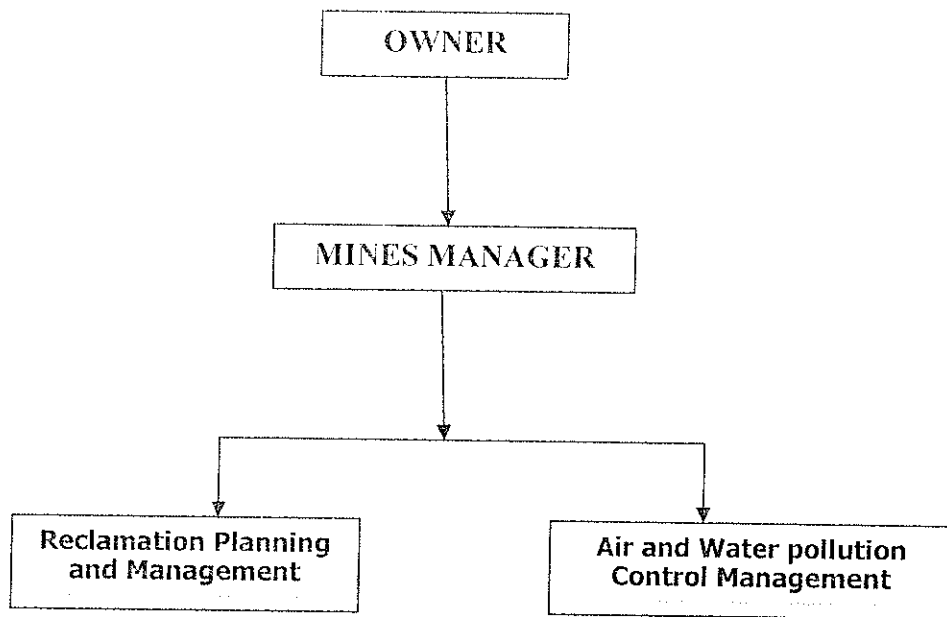 OWNER
MINES MANAGER
Reclamation Planning
and Management
Air and Water pollution
Control Management